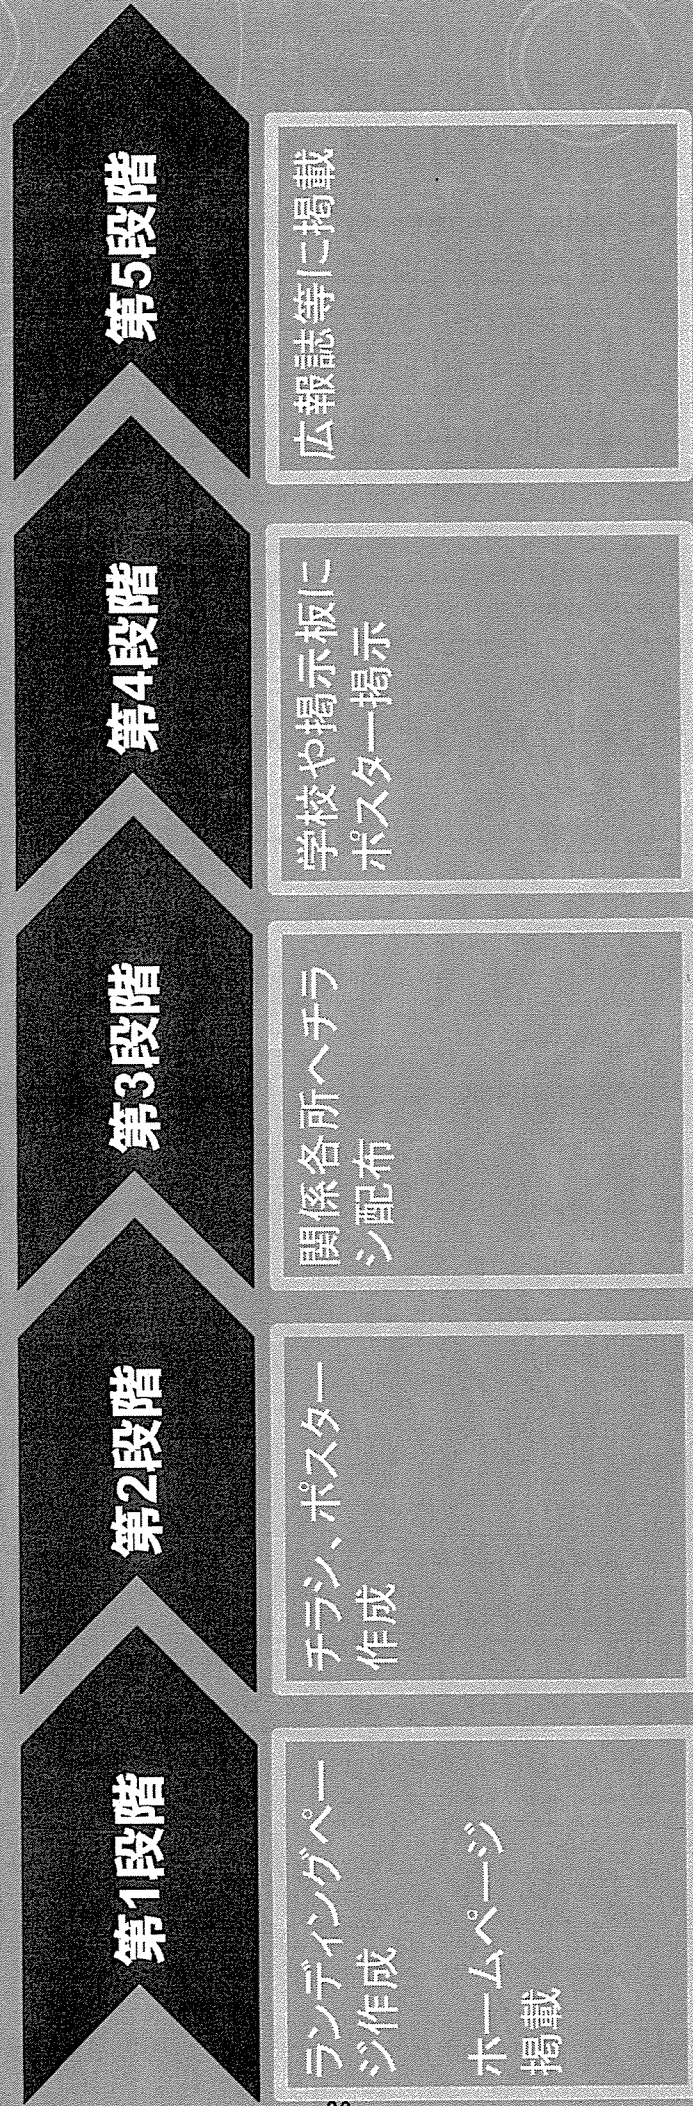 第1段階
ランディングペー
ジ作成
ホームページ
掲載
第2段階
チラシ、ポスター
作成
第3段階
関係各所へチラ
シ配布
第4段階
学校や掲示板に
ポスター掲示
第5段階
広報誌等に掲載